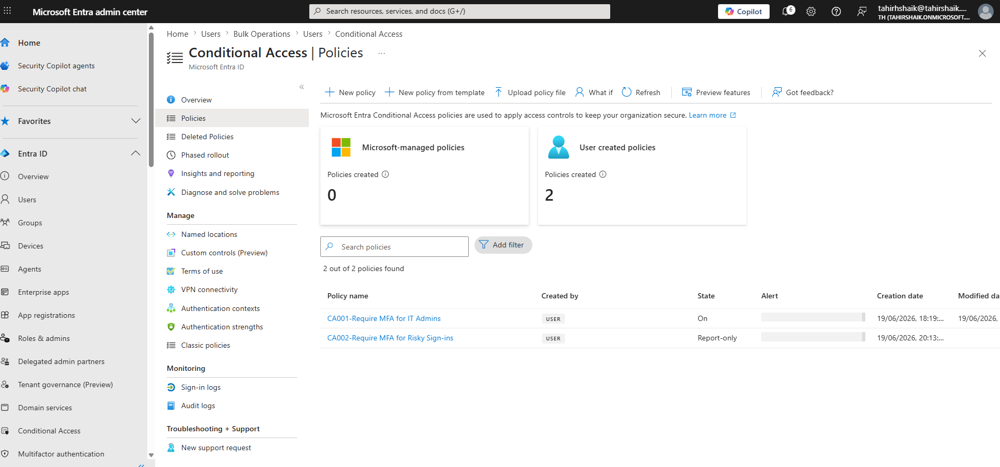 Microsoft Entra admin center
Search resources, services, and docs (G+/)
Copilot
6
tahirhshaik@tahirshaik....
TH (TAHIRSHAIK.ONMICROSOFT....
Home
Security Copilot agents
Security Copilot chat
Favorites
Entra ID
Overview
Users
Groups
Devices
Agents
Enterprise apps
App registrations
Roles & admins
Delegated admin partners
Tenant governance (Preview)
Domain services
Conditional Access
Multifactor authentication
Home > Users > Bulk Operations > Users > Conditional Access
Conditional Access | Policies ...
Microsoft Entra ID
Overview
Policies
Deleted Policies
Phased rollout
Insights and reporting
Diagnose and solve problems
Manage
Named locations
Custom controls (Preview)
Terms of use
VPN connectivity
Authentication contexts
Authentication strengths
Classic policies
Monitoring
Sign-in logs
Audit logs
Troubleshooting + Support
New support request
New policy New policy from template Upload policy file What if Refresh Preview features Got feedback?
Microsoft Entra Conditional Access policies are used to apply access controls to keep your organization secure. Learn more
Microsoft-managed policies
Policies created
0
User created policies
Policies created
2
Search policies
Add filter
2 out of 2 policies found
Policy name Created by State Alert Creation date Modified da
CA001-Require MFA for IT Admins USER On 19/06/2026, 18:19:... 19/06/2026,
CA002-Require MFA for Risky Sign-ins USER Report-only 19/06/2026, 20:13:...